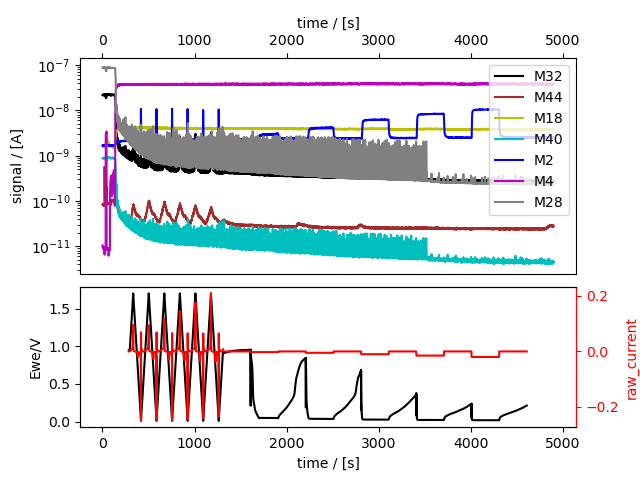 time / [s]
0 1000 2000 3000 4000 5000
10⁻⁷
10⁻⁸
10⁻⁹
10⁻¹⁰
10⁻¹¹
signal / [A]
M32
M44
M18
M40
M2
M4
M28
1.5
1.0
0.5
0.0
Ewe/V
0.2
0.0
−0.2
raw_current
0 1000 2000 3000 4000 5000
time / [s]